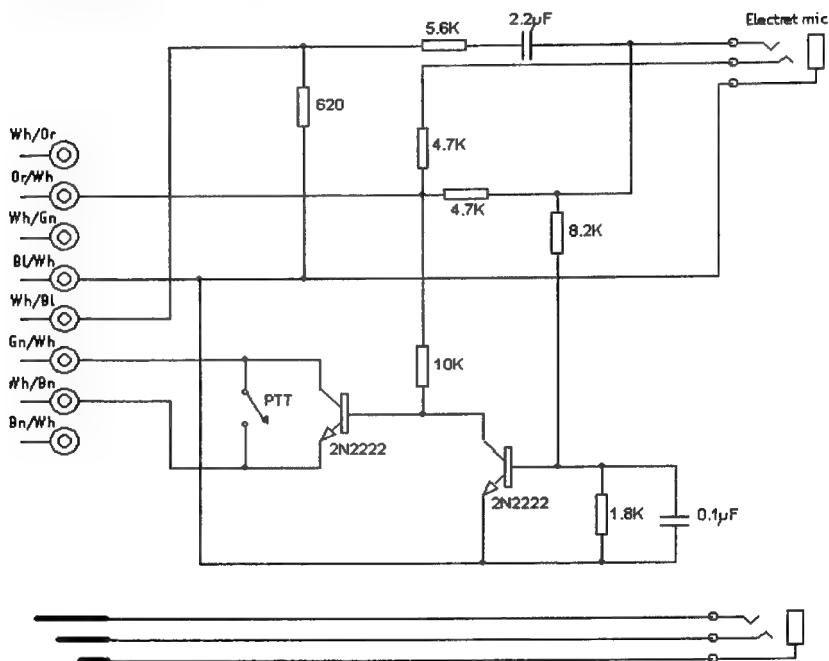 Electret mic
2.2µF
5.6K
620
4.7K
4.7K
8.2K
Wh/Or
Or/Wh
Wh/Gn
Bl/Wh
Wh/Bl
Gn/Wh
Wh/Bn
Bn/Wh
10K
PTT
2N2222
2N2222
1.8K
0.1µF